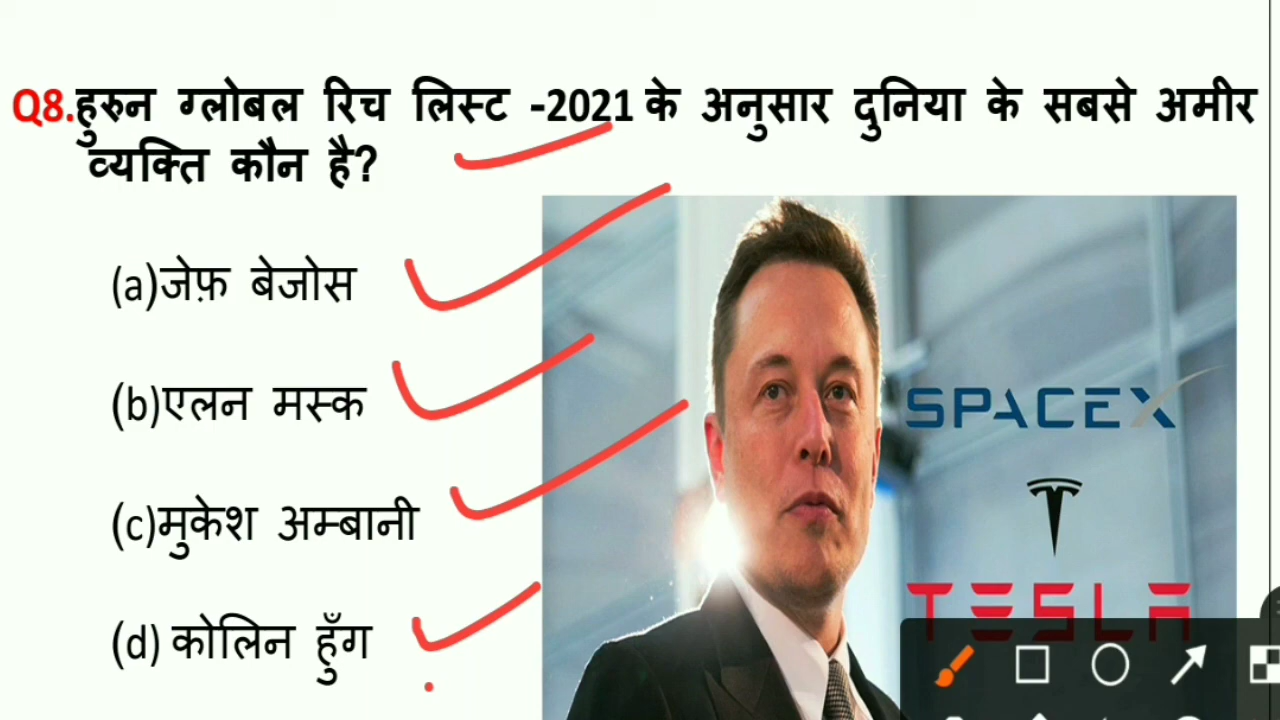 Q8.हुरुन ग्लोबल रिच लिस्ट -2021 के अनुसार दुनिया के सबसे अमीर
व्यक्ति कौन है?
(a)जेफ़ बेजोस
(b)एलन मस्क
(c)मुकेश अम्बानी
(d) कोलिन हुँग
SPACEX
TESLA